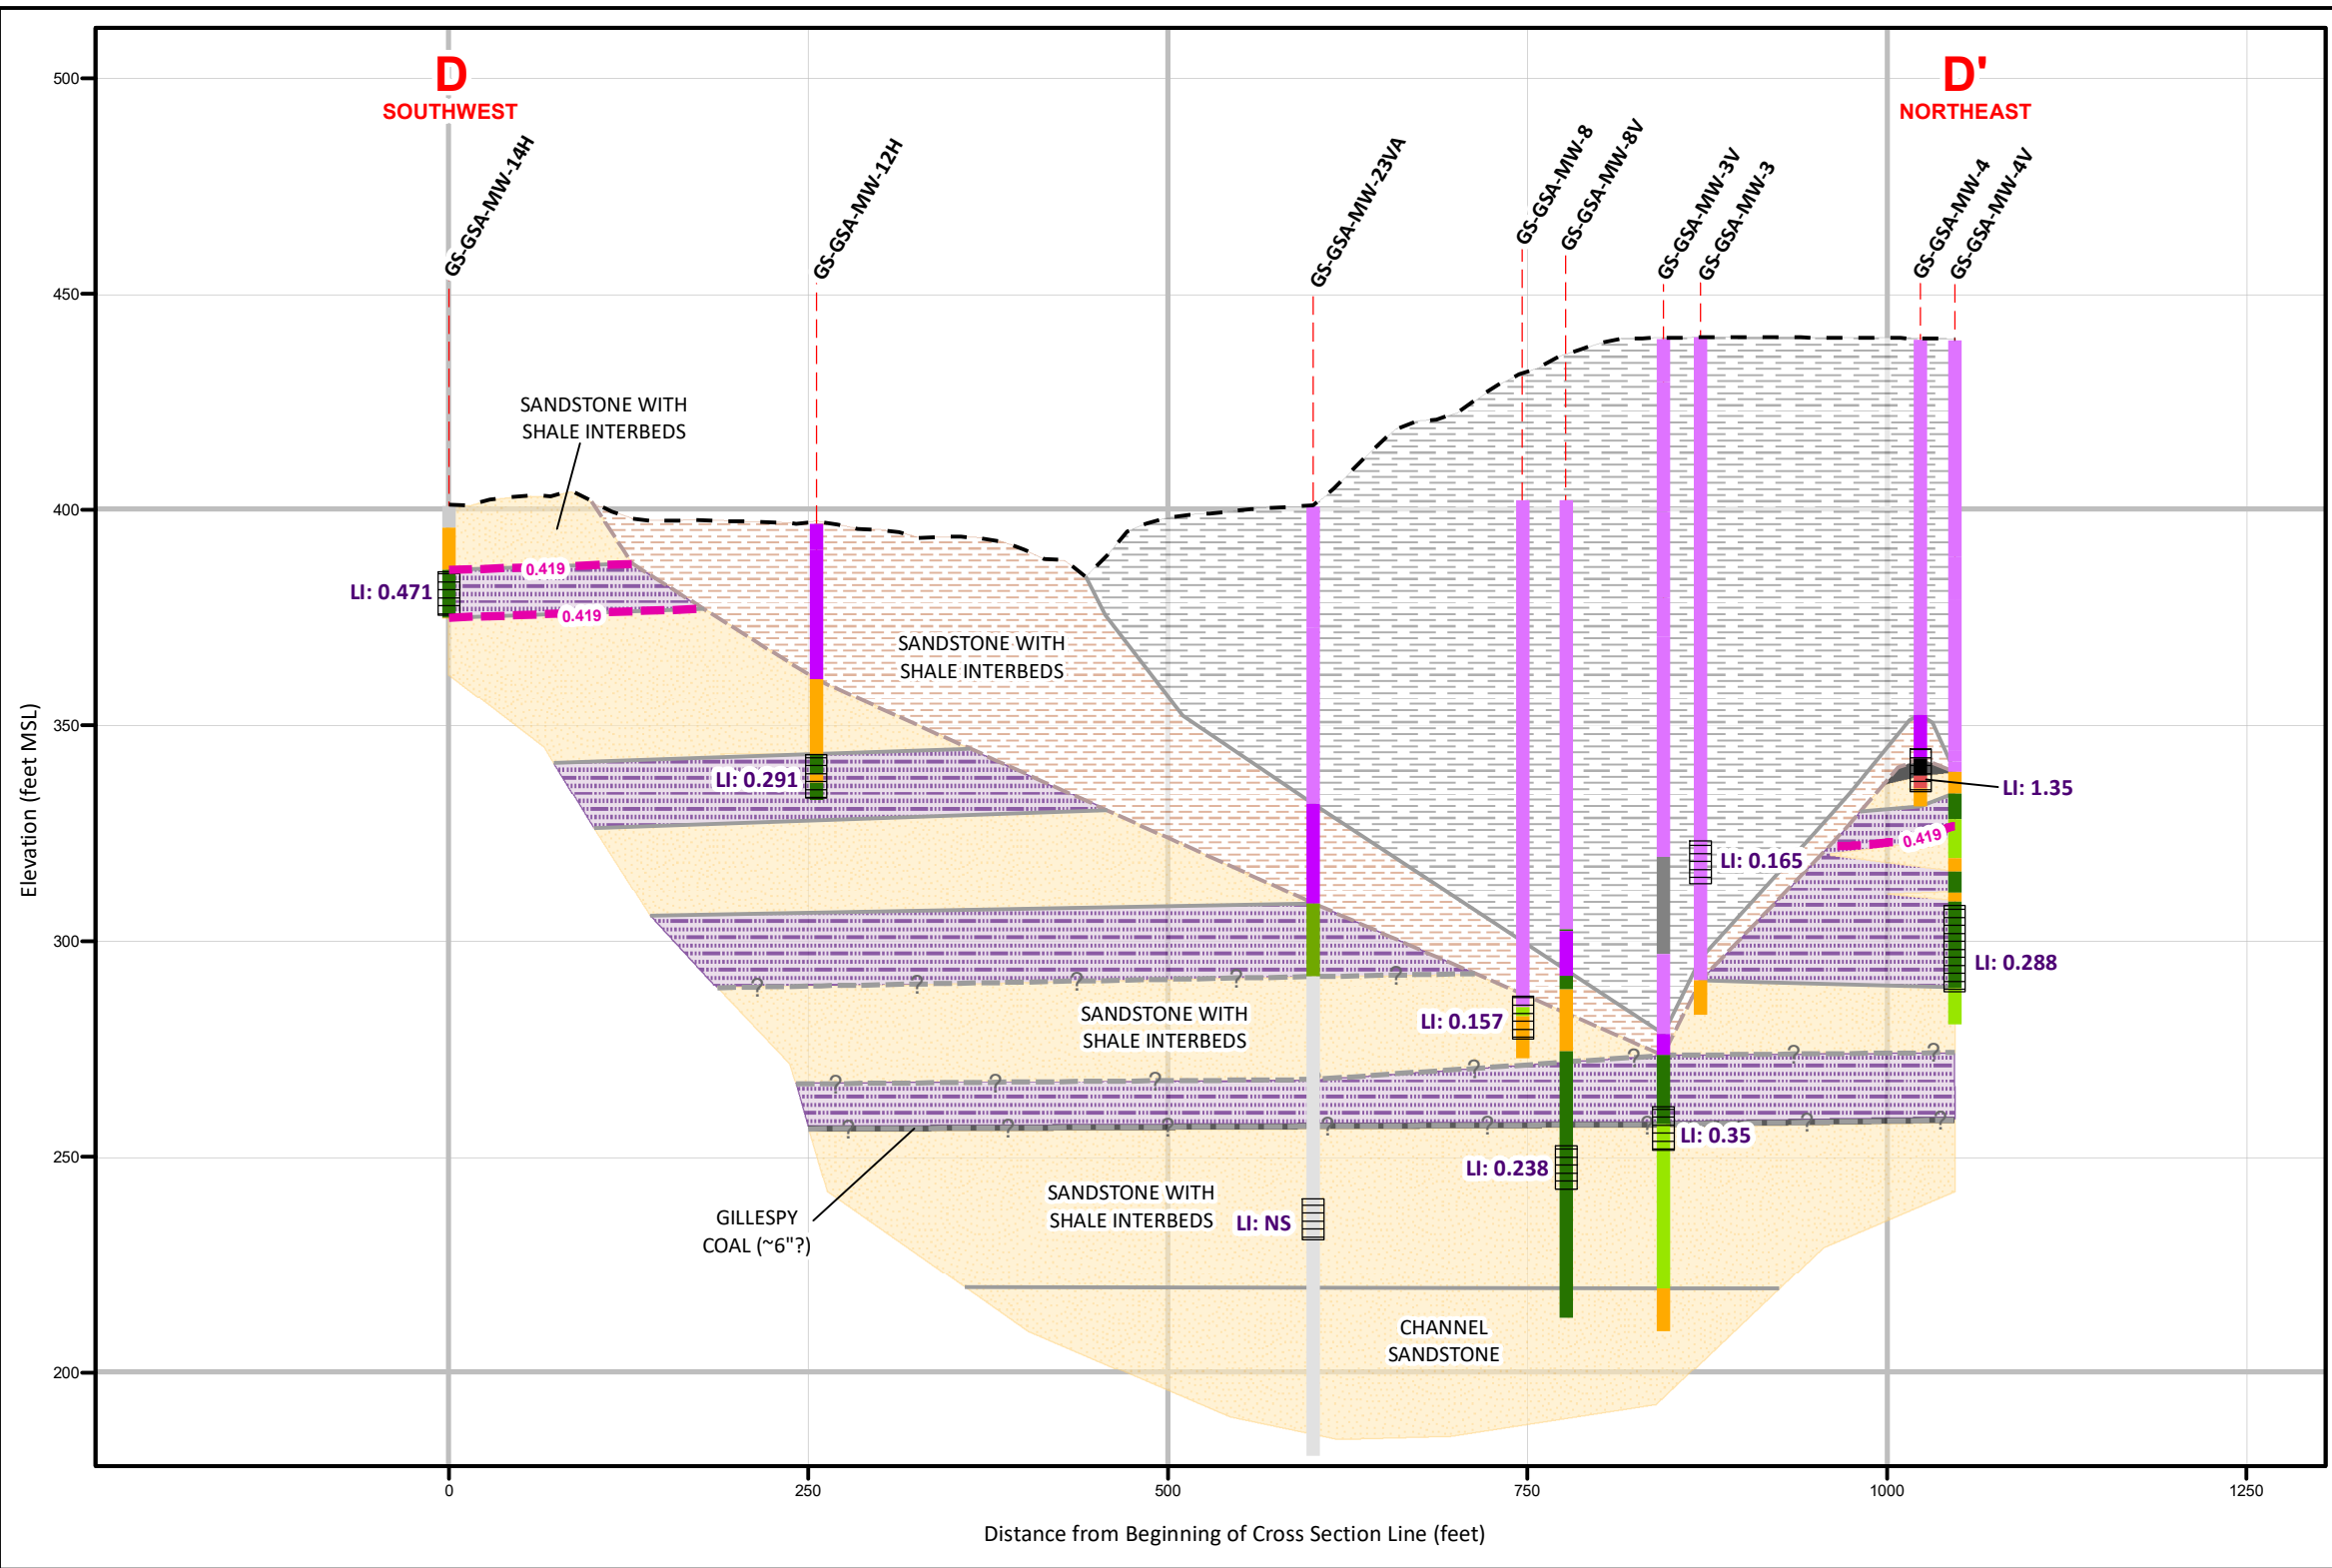 D
SOUTHWEST
D'
NORTHEAST
GS-GSA-MW-14H
GS-GSA-MW-12H
GS-GSA-MW-23VA
GS-GSA-MW-8
GS-GSA-MW-8V
GS-GSA-MW-3V
GS-GSA-MW-3
GS-GSA-MW-4
GS-GSA-MW-4V
500
450
400
350
300
250
200
Elevation (feet MSL)
SANDSTONE WITH
SHALE INTERBEDS
0.419
LI: 0.471
0.419
SANDSTONE WITH
SHALE INTERBEDS
LI: 0.291
LI: 1.35
0.419
LI: 0.165
LI: 0.288
? ? ? ? ?
SANDSTONE WITH
SHALE INTERBEDS
LI: 0.157
? ? ? ? ? ? ?
? ? ? ? ? ? ? ?
LI: 0.35
LI: 0.238
SANDSTONE WITH
SHALE INTERBEDS
LI: NS
GILLESPY
COAL (~6"?)
CHANNEL
SANDSTONE
0
250
500
750
1000
1250
Distance from Beginning of Cross Section Line (feet)